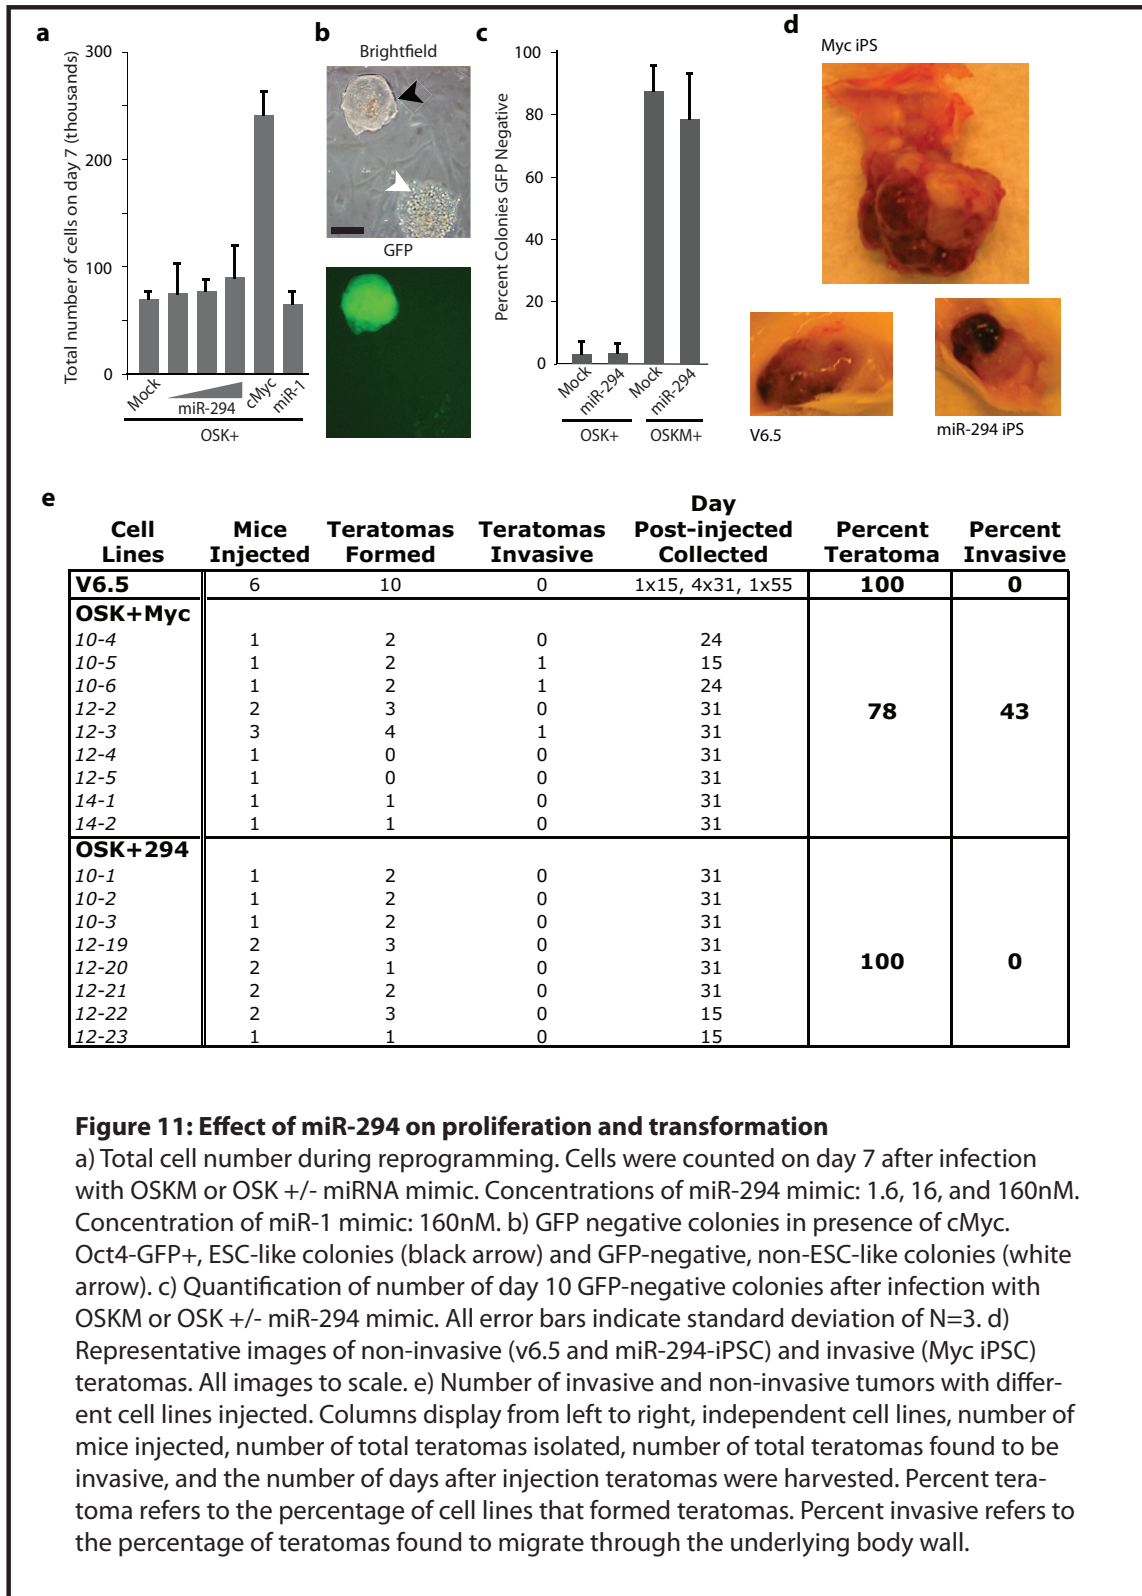 a
Total number of cells on day 7 (thousands)
300
200
100
0
Mock
miR-294
cMyc
miR-1
OSK+
b
Brightfield
GFP
c
Percent Colonies GFP Negative
100
80
60
40
20
0
Mock
miR-294
Mock
miR-294
OSK+
OSKM+
d
Myc iPS
V6.5
miR-294 iPS
e
Cell Lines Mice Injected Teratomas Formed Teratomas Invasive Day Post-injected Collected Percent Teratoma Percent Invasive
V6.5 6 10 0 1x15, 4x31, 1x55 100 0
OSK+Myc
10-4 1 2 0 24
10-5 1 2 1 15
10-6 1 2 1 24
12-2 2 3 0 31 78 43
12-3 3 4 1 31
12-4 1 0 0 31
12-5 1 0 0 31
14-1 1 1 0 31
14-2 1 1 0 31
OSK+294
10-1 1 2 0 31
10-2 1 2 0 31
10-3 1 2 0 31
12-19 2 3 0 31
12-20 2 1 0 31 100 0
12-21 2 2 0 31
12-22 2 3 0 15
12-23 1 1 0 15
Figure 11: Effect of miR-294 on proliferation and transformation
a) Total cell number during reprogramming. Cells were counted on day 7 after infection
with OSKM or OSK +/- miRNA mimic. Concentrations of miR-294 mimic: 1.6, 16, and 160nM.
Concentration of miR-1 mimic: 160nM. b) GFP negative colonies in presence of cMyc.
Oct4-GFP+, ESC-like colonies (black arrow) and GFP-negative, non-ESC-like colonies (white
arrow). c) Quantification of number of day 10 GFP-negative colonies after infection with
OSKM or OSK +/- miR-294 mimic. All error bars indicate standard deviation of N=3. d)
Representative images of non-invasive (v6.5 and miR-294-iPSC) and invasive (Myc iPSC)
teratomas. All images to scale. e) Number of invasive and non-invasive tumors with differ-
ent cell lines injected. Columns display from left to right, independent cell lines, number of
mice injected, number of total teratomas isolated, number of total teratomas found to be
invasive, and the number of days after injection teratomas were harvested. Percent tera-
toma refers to the percentage of cell lines that formed teratomas. Percent invasive refers to
the percentage of teratomas found to migrate through the underlying body wall.